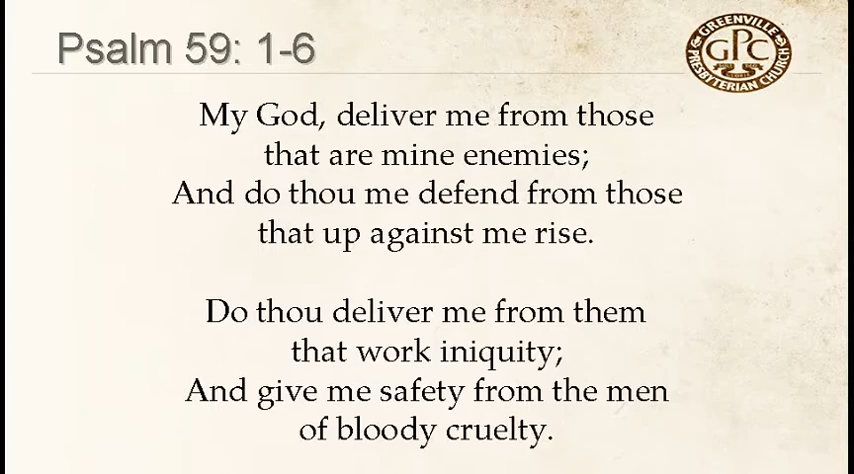 Psalm 59: 1-6
GREENVILLE
GPC
PRESBYTERIAN CHURCH
My God, deliver me from those
that are mine enemies;
And do thou me defend from those
that up against me rise.
Do thou deliver me from them
that work iniquity;
And give me safety from the men
of bloody cruelty.